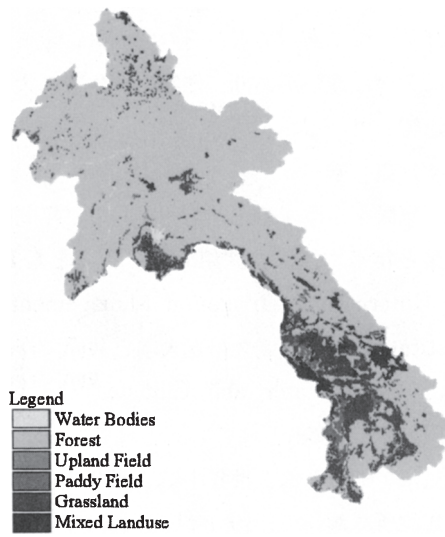 Legend
Water Bodies
Forest
Upland Field
Paddy Field
Grassland
Mixed Landuse